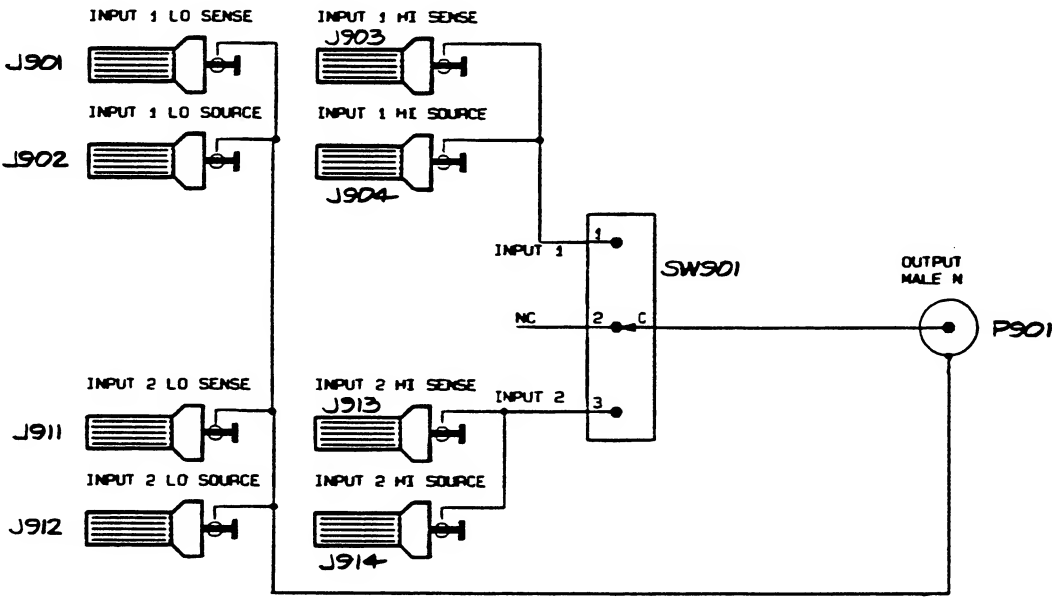 INPUT 1 LO SENSE
J901
INPUT 1 LO SOURCE
J902
INPUT 1 HI SENSE
J903
INPUT 1 HI SOURCE
J904
INPUT 1
1
SW901
NC
2
C
OUTPUT
MALE N
P901
INPUT 2 LO SENSE
J911
INPUT 2 LO SOURCE
J912
INPUT 2 HI SENSE
J913
INPUT 2
3
INPUT 2 HI SOURCE
J914